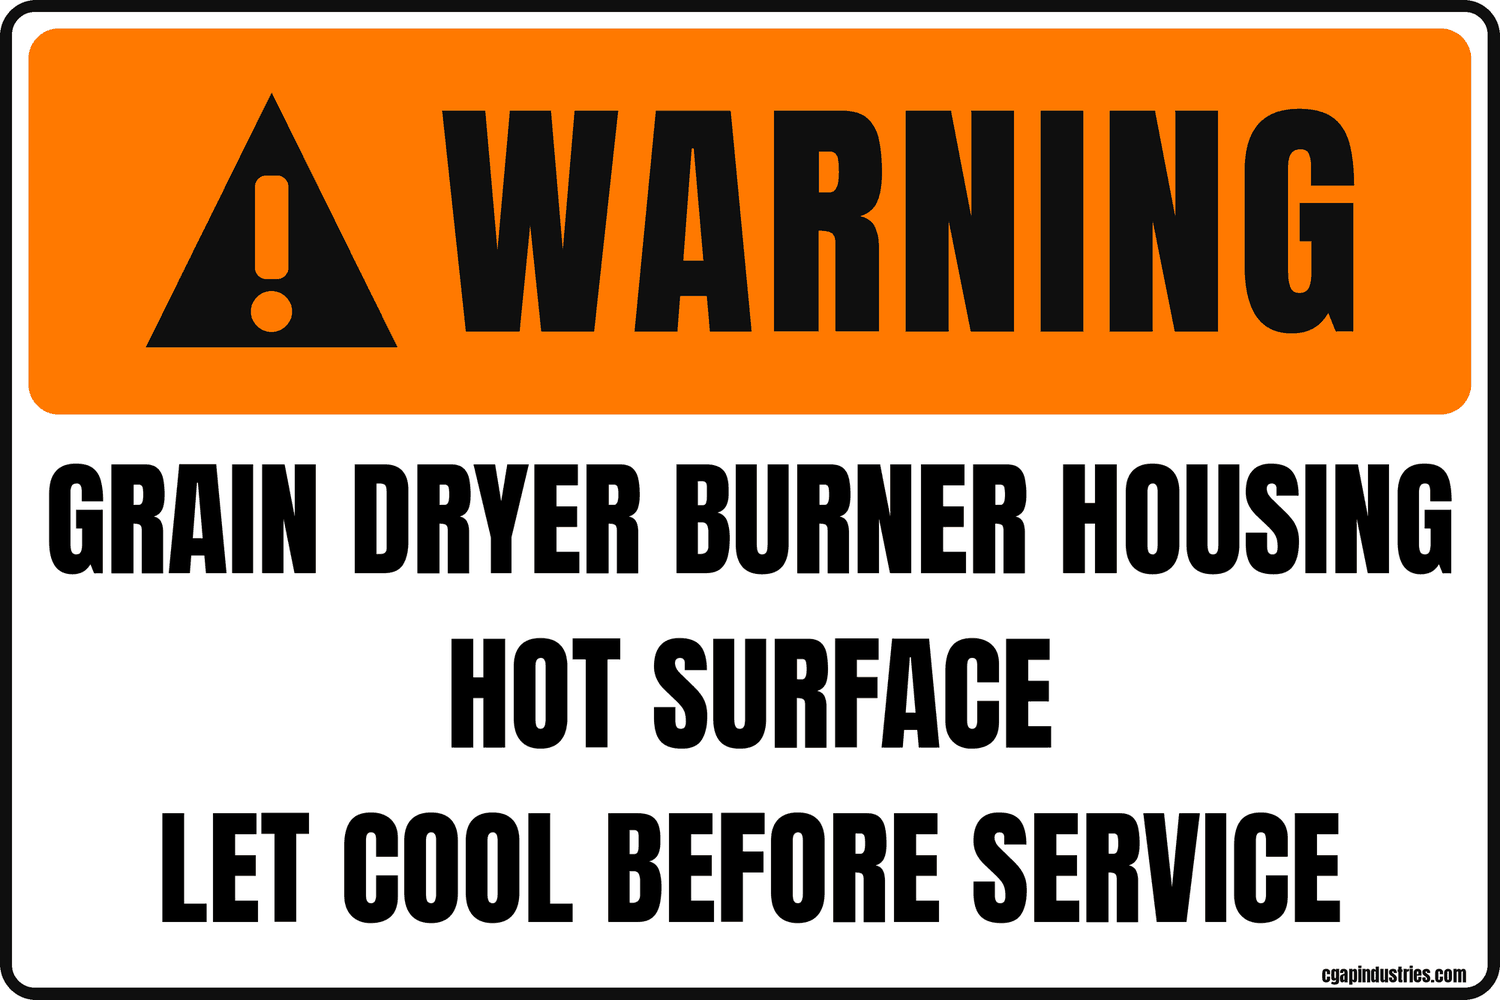 WARNING
GRAIN DRYER BURNER HOUSING
HOT SURFACE
LET COOL BEFORE SERVICE
cgapindustries.com